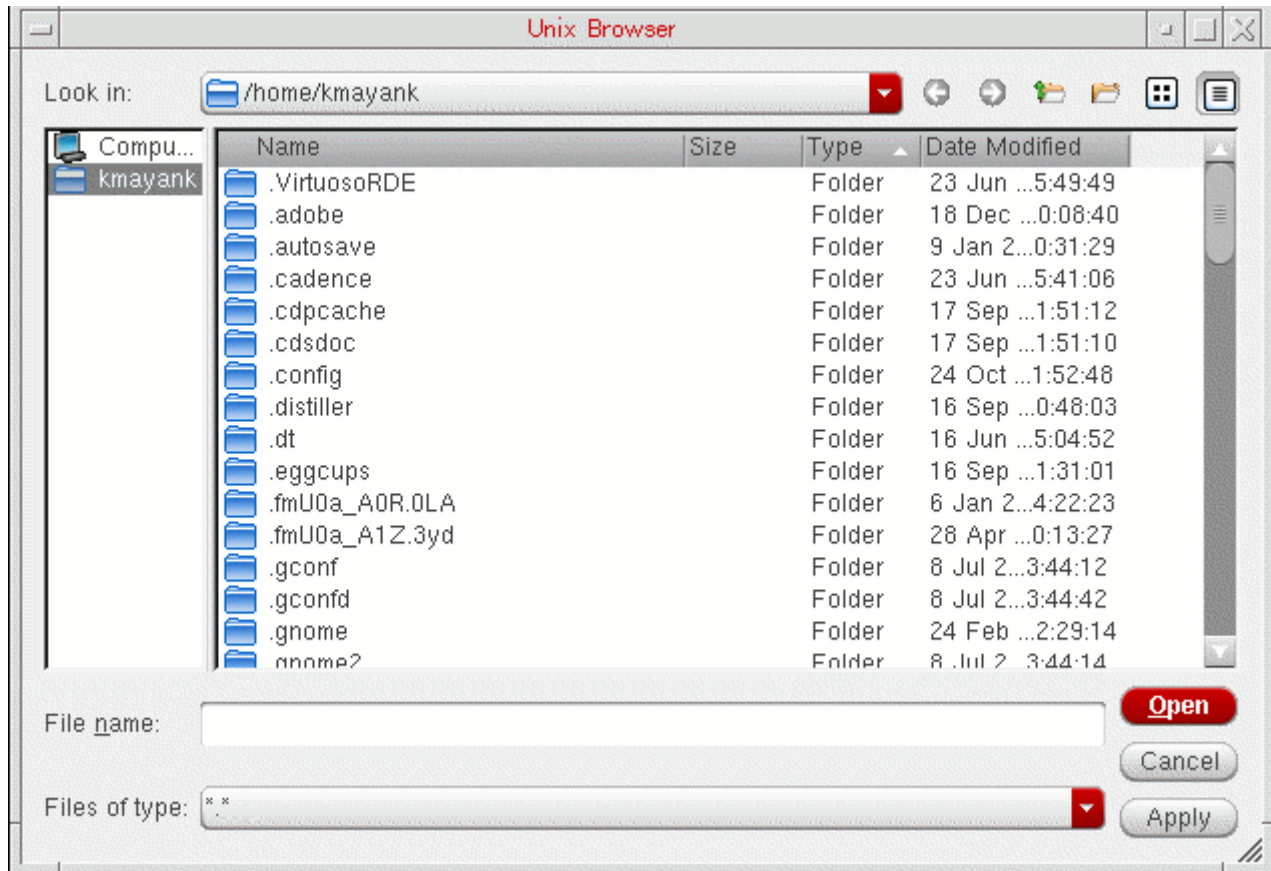 Unix Browser
Look in: /home/kmayank
Compu...
kmayank
Name Size Type Date Modified
.VirtuosoRDE Folder 23 Jun ...5:49:49
.adobe Folder 18 Dec ...0:08:40
.autosave Folder 9 Jan 2...0:31:29
.cadence Folder 23 Jun ...5:41:06
.cdpcache Folder 17 Sep ...1:51:12
.cdsdoc Folder 17 Sep ...1:51:10
.config Folder 24 Oct ...1:52:48
.distiller Folder 16 Sep ...0:48:03
.dt Folder 16 Jun ...5:04:52
.eggcups Folder 16 Sep ...1:31:01
.fmU0a_A0R.0LA Folder 6 Jan 2...4:22:23
.fmU0a_A1Z.3yd Folder 28 Apr ...0:13:27
.gconf Folder 8 Jul 2...3:44:12
.gconfd Folder 8 Jul 2...3:44:42
.gnome Folder 24 Feb ...2:29:14
.gnome2 Folder 8 Jul 2...3:44:14
File name:
Open
Cancel
Files of type: *.*
Apply